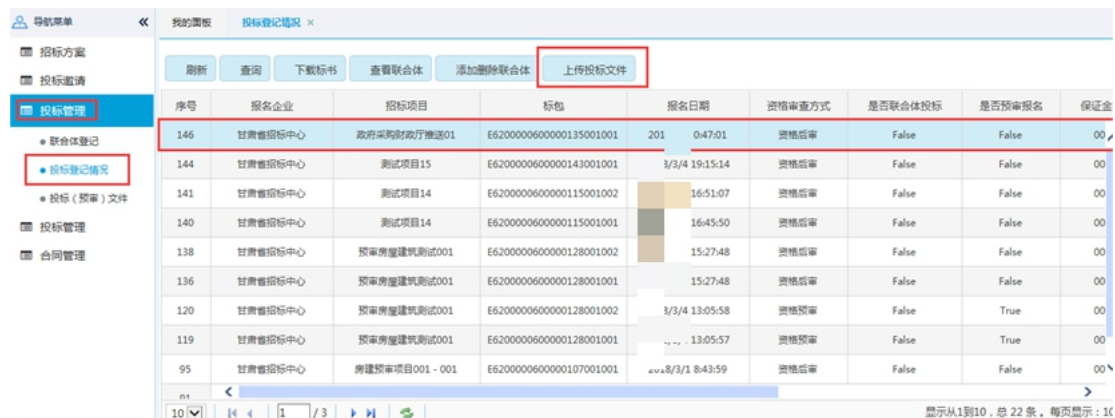 导航菜单 « 我的面板 投标登记情况 ×
招标方案
投标邀请
投标管理
联合体登记
投标登记情况
投标（预审）文件
投标管理
合同管理
刷新 查询 下载标书 查看联合体 添加删除联合体 上传投标文件
序号 报名企业 招标项目 标包 报名日期 资格审查方式 是否联合体投标 是否预审报名 保证金
146 甘肃省招标中心 政府采购财政厅推送01 E6200000600000135001001 201 0:47:01 资格后审 False False 00
144 甘肃省招标中心 测试项目15 E6200000600000143001001 3/3/4 19:15:14 资格后审 False False 00
141 甘肃省招标中心 测试项目14 E6200000600000115001002 16:51:07 资格后审 False False 00
140 甘肃省招标中心 测试项目14 E6200000600000115001001 16:45:50 资格后审 False False 00
138 甘肃省招标中心 预审房屋建筑测试001 E6200000600000128001002 15:27:48 资格后审 False False 00
136 甘肃省招标中心 预审房屋建筑测试001 E6200000600000128001001 15:27:48 资格后审 False False 00
120 甘肃省招标中心 预审房屋建筑测试001 E6200000600000128001002 3/3/4 13:05:58 资格预审 False True 00
119 甘肃省招标中心 预审房屋建筑测试001 E6200000600000128001001 13:05:57 资格预审 False True 00
95 甘肃省招标中心 房建预审项目001 - 001 E6200000600000107001001 2018/3/1 8:43:59 资格后审 False False 00
10 1 / 3 显示从1到10，总 22 条 。每页显示：10